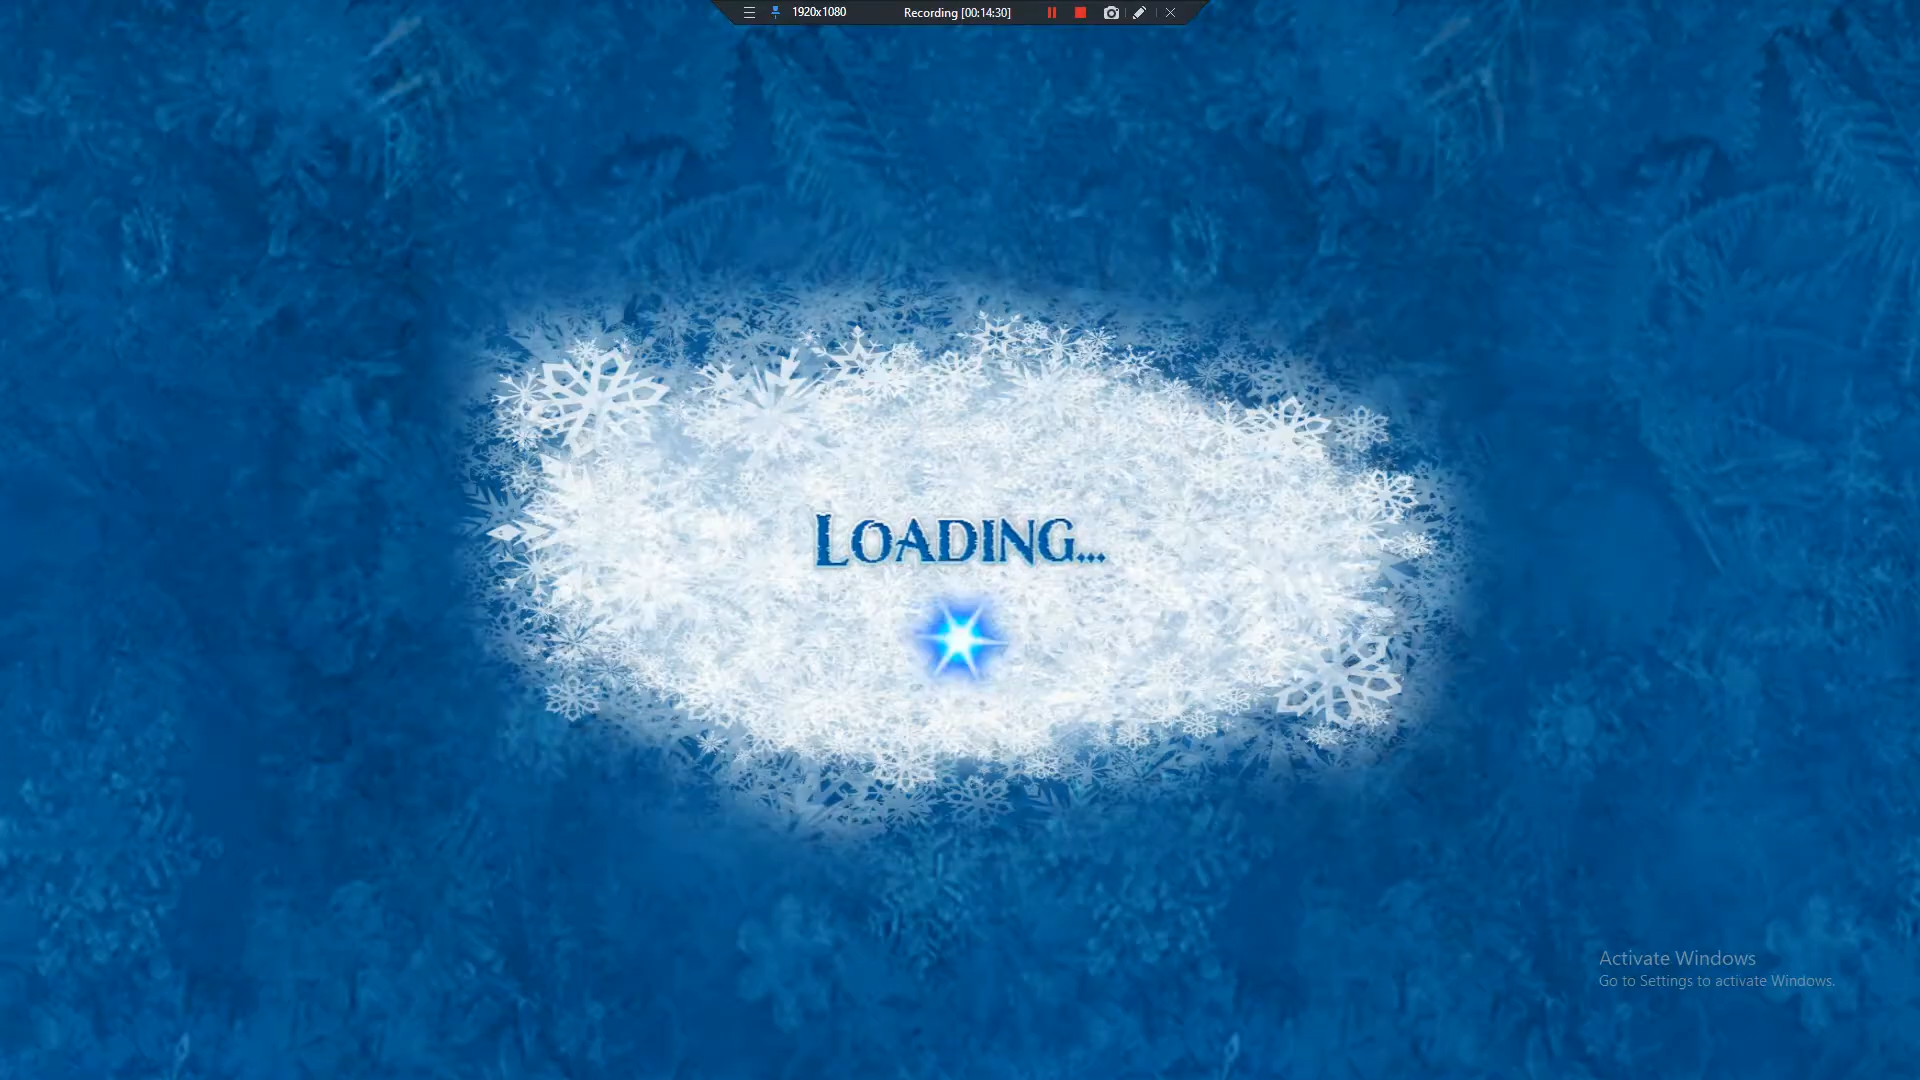 1920x1080
Recording [00:14:30]
LOADING...
Activate Windows
Go to Settings to activate Windows.